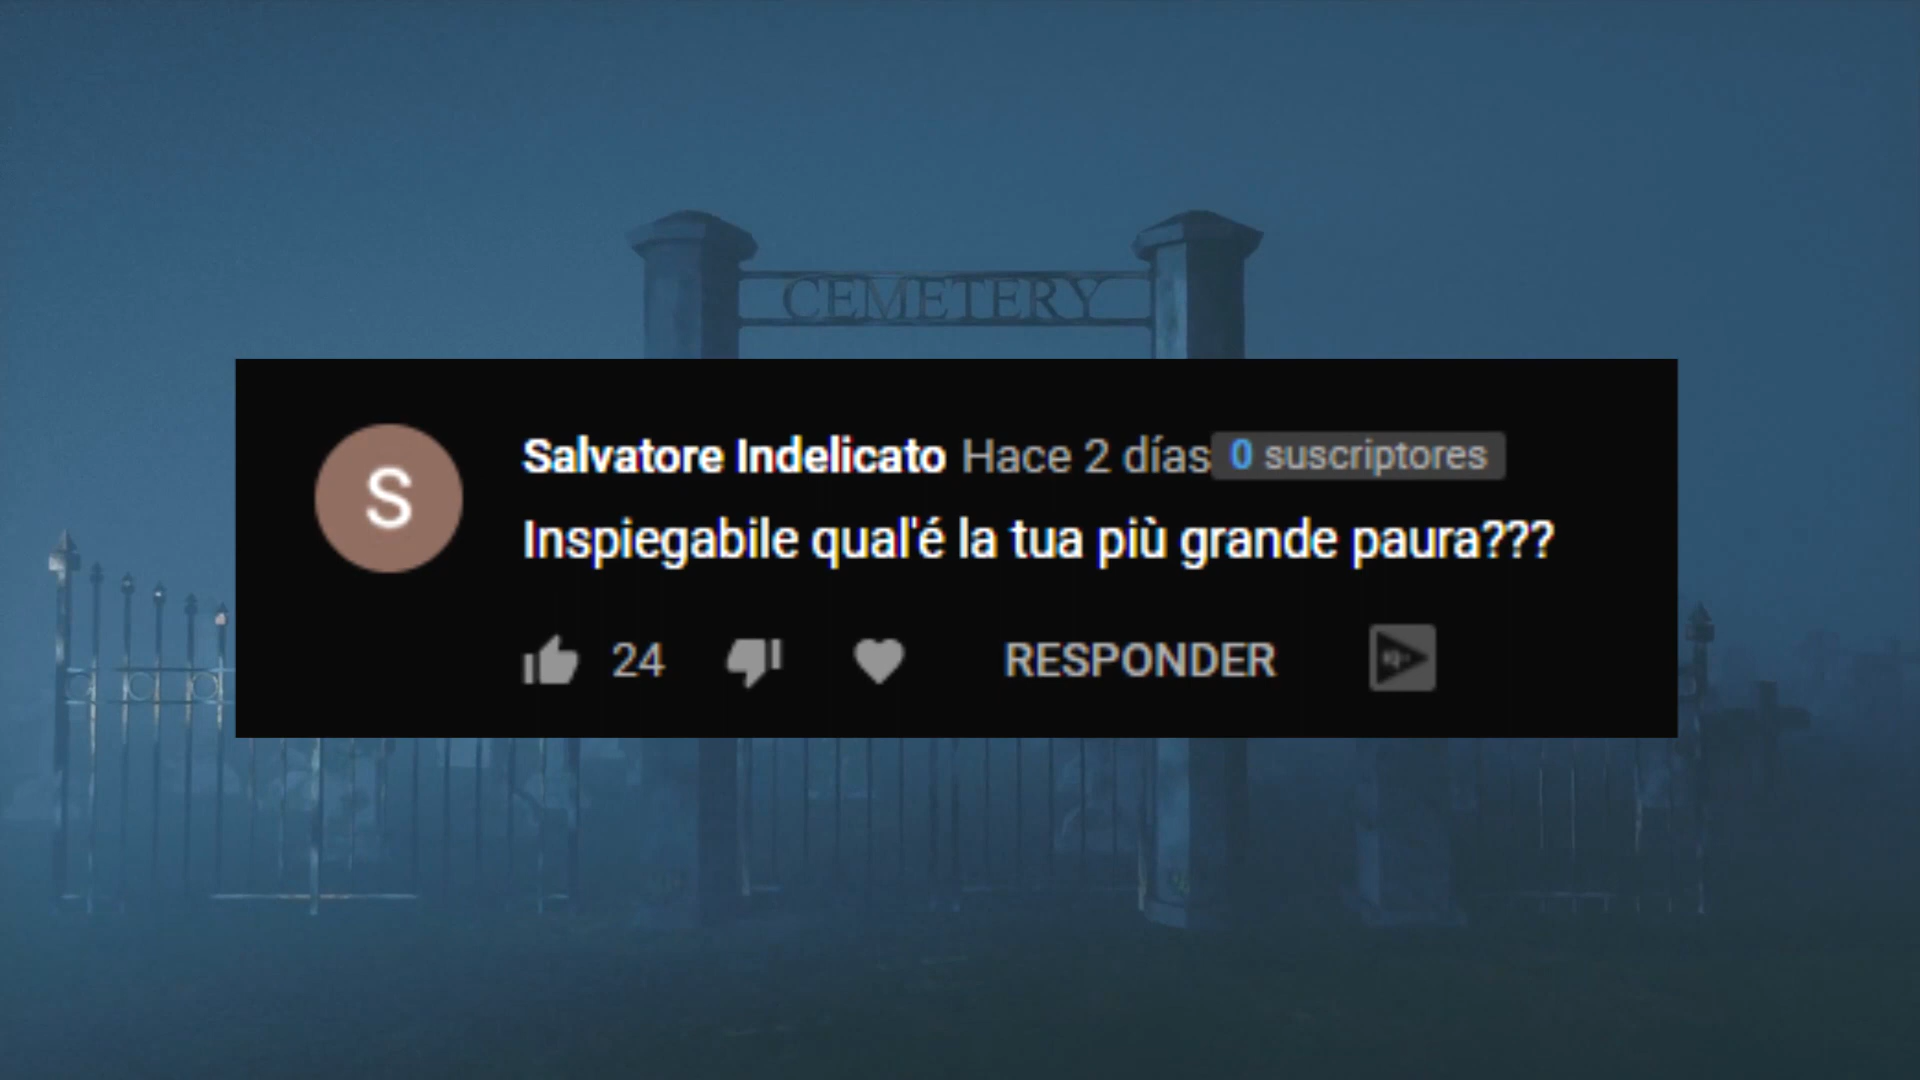 CEMETERY
S
Salvatore Indelicato Hace 2 días 0 suscriptores
Inspiegabile qual'é la tua più grande paura???
24 RESPONDER